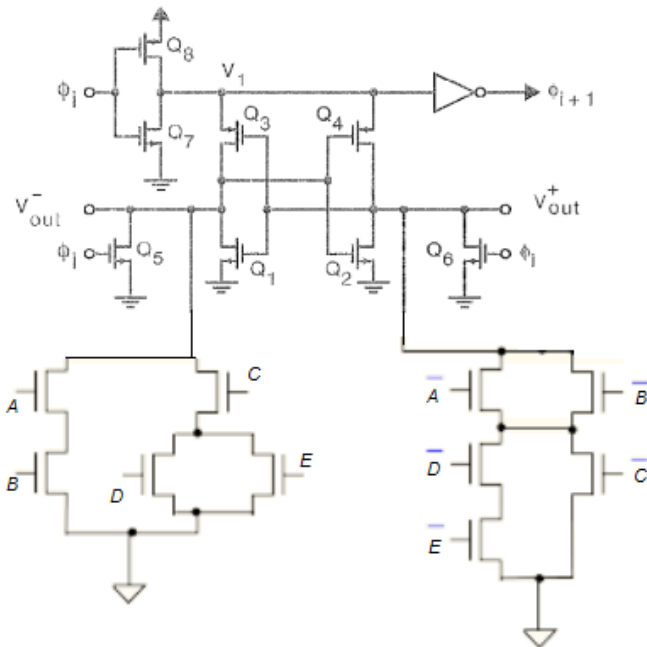 Q8
V1
ϕi
Q3
Q4
ϕi+1
Q7
V−out
V+out
ϕi
Q5
Q1
Q2
Q6
ϕi
C
A̅
B̅
A
E
D̅
C̅
B
D
E̅